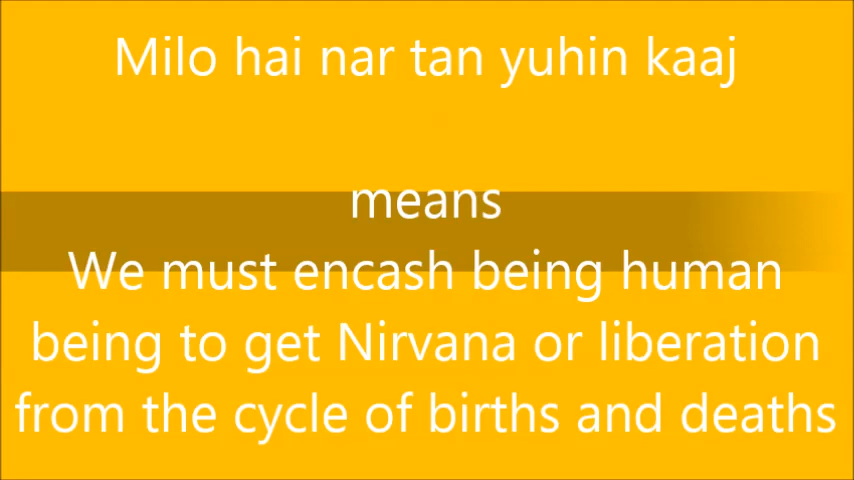 Milo hai nar tan yuhin kaaj
means
We must encash being human
being to get Nirvana or liberation
from the cycle of births and deaths